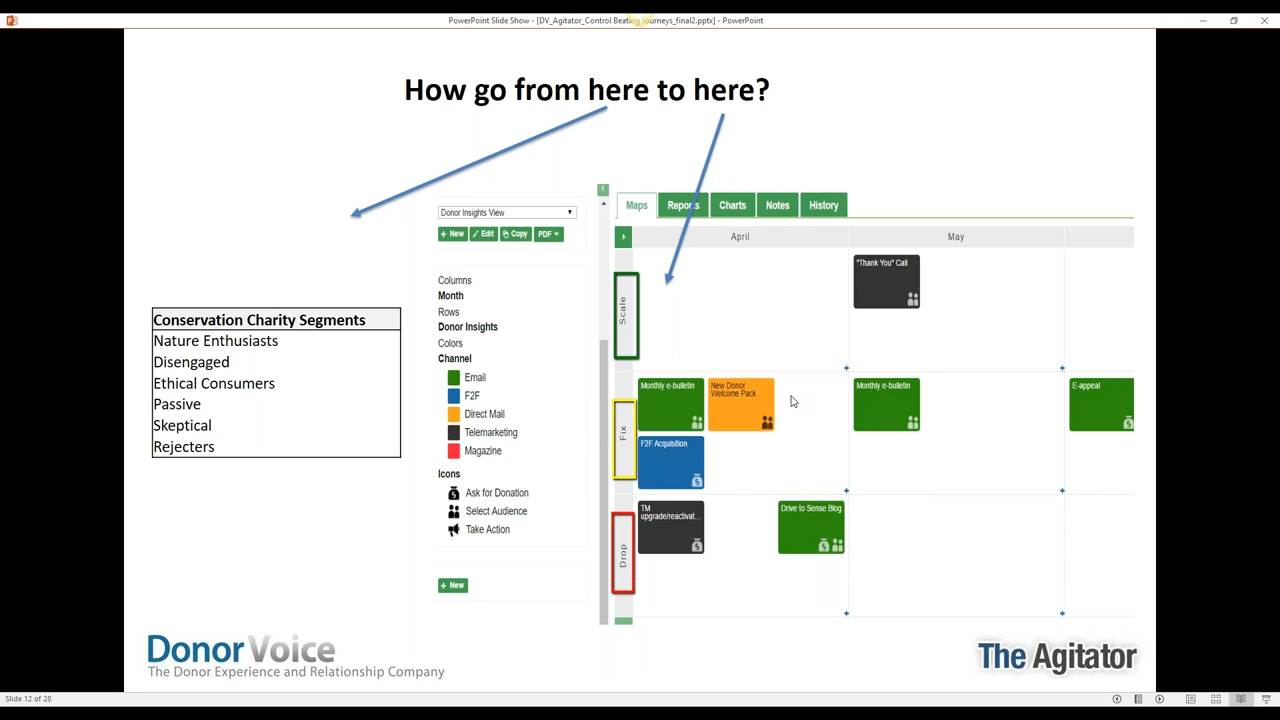 PowerPoint Slide Show - [DV_Agitator_Control Beating Journeys_final2.pptx] - PowerPoint
How go from here to here?
Conservation Charity Segments
Nature Enthusiasts
Disengaged
Ethical Consumers
Passive
Skeptical
Rejecters
Donor Insights View
New Edit Copy PDF
Columns
Month
Rows
Donor Insights
Colors
Channel
Email
F2F
Direct Mail
Telemarketing
Magazine
Icons
Ask for Donation
Select Audience
Take Action
+ New
Maps Reports Charts Notes History
April May
Scale
"Thank You" Call
Fix
Monthly e-bulletin
New Donor
Welcome Pack
Monthly e-bulletin
E-appeal
F2F Acquisition
Drop
TM
upgrade/reactivat...
Drive to Sense Blog
DonorVoice
The Donor Experience and Relationship Company
The Agitator
Slide 12 of 28